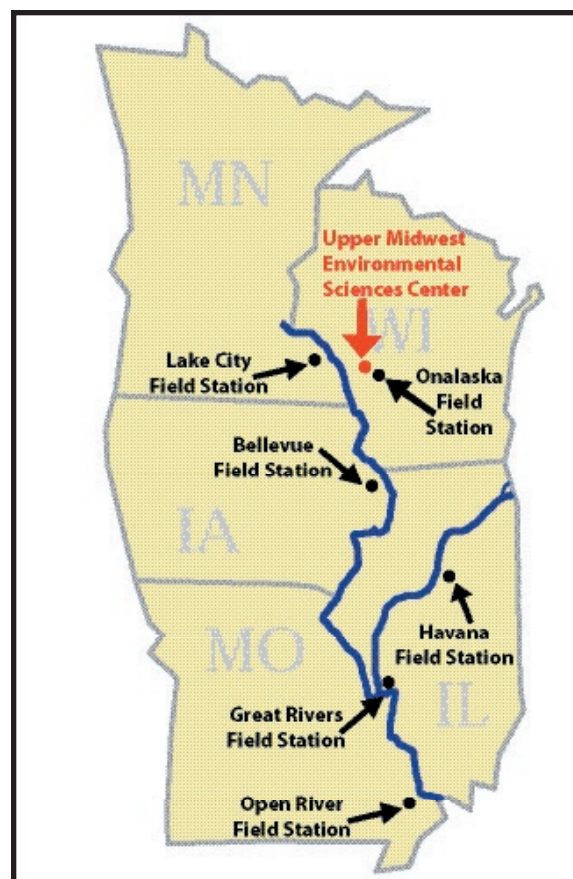 MN
Upper Midwest
Environmental
Sciences Center
WI
Lake City
Field Station
Onalaska
Field
Station
Bellevue
Field Station
IA
Havana
Field Station
MO
IL
Great Rivers
Field Station
Open River
Field Station